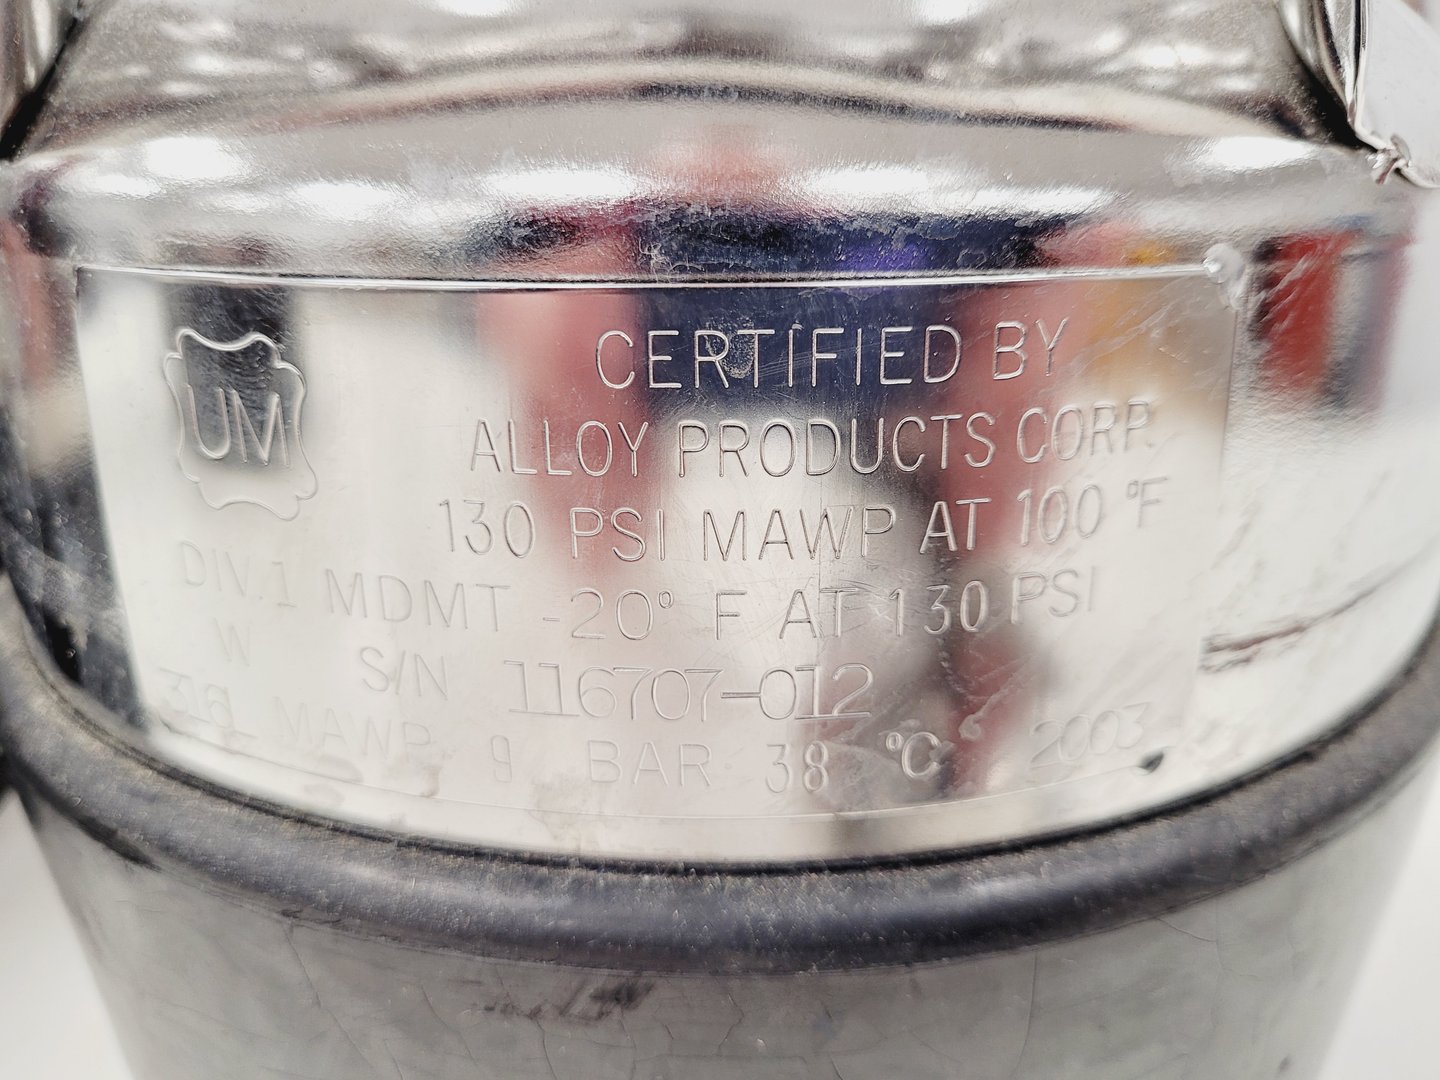 UM
CERTIFIED BY
ALLOY PRODUCTS CORP.
130 PSI MAWP AT 100 °F
DIV.1 MDMT -20° F AT 130 PSI
W S/N 116707-012
316L MAWP 9 BAR 38 °C 2003